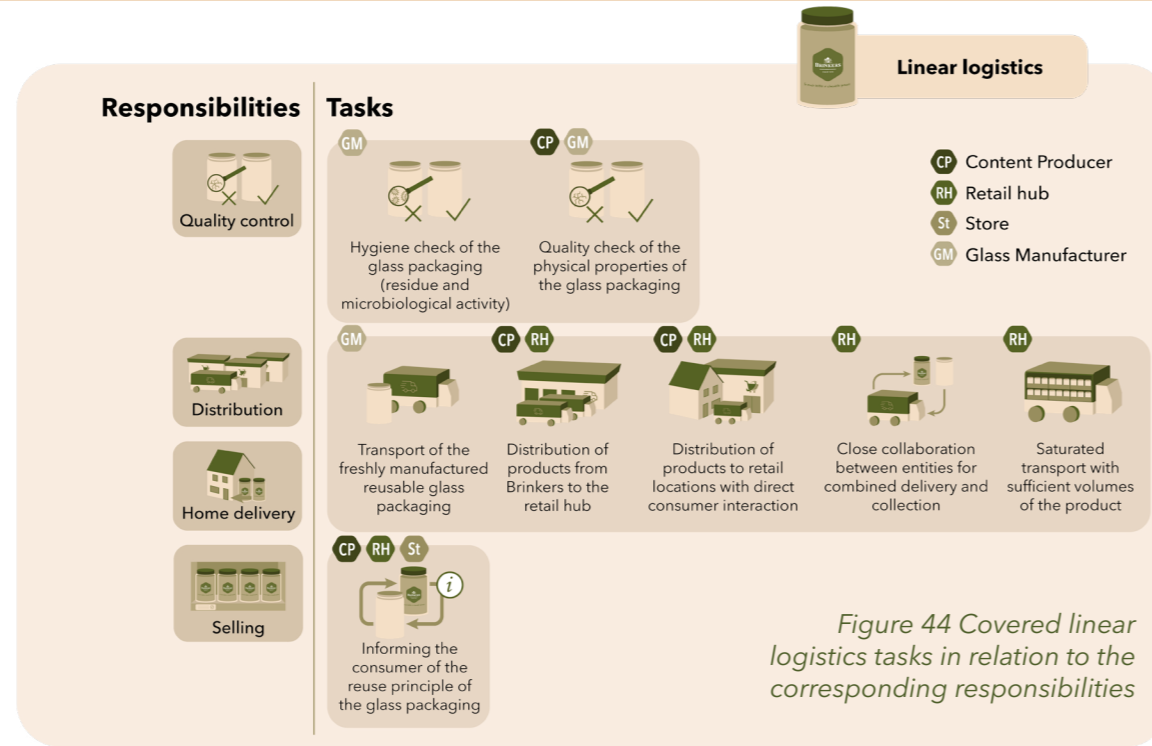 Linear logistics
Responsibilities
Tasks
CP Content Producer
RH Retail hub
St Store
GM Glass Manufacturer
Quality control
GM
CP GM
Hygiene check of the
glass packaging
(residue and
microbiological activity)
Quality check of the
physical properties of
the glass packaging
Distribution
Home delivery
GM
CP RH
CP RH
RH
RH
Transport of the
freshly manufactured
reusable glass
packaging
Distribution of
products from
Brinkers to the
retail hub
Distribution of
products to retail
locations with direct
consumer interaction
Close collaboration
between entities for
combined delivery and
collection
Saturated
transport with
sufficient volumes
of the product
Selling
CP RH St
i
Informing the
consumer of the
reuse principle of
the glass packaging
Figure 44 Covered linear
logistics tasks in relation to the
corresponding responsibilities